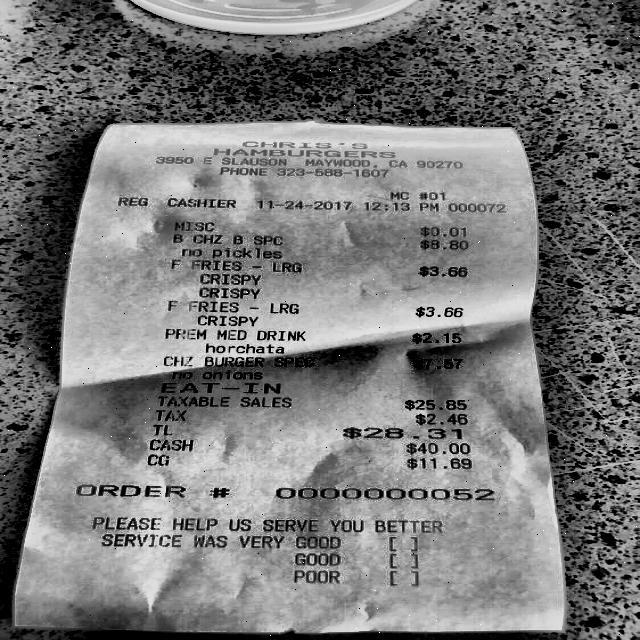 CHRIS'S
HAMBURGERS
3950 E SLAUSON MAYWOOD, CA 90270
PHONE 323-588-1607
MC #01
REG CASHIER 11-24-2017 12:13 PM 000072
MISC $0.01
B CHZ B SPC $8.80
no pickles
F FRIES - LRG $3.66
CRISPY
CRISPY
F FRIES - LRG $3.66
CRISPY
PREM MED DRINK $2.15
horchata
CHZ BURGER SPEC 7.57
no onions
EAT-IN
TAXABLE SALES $25.85
TAX $2.46
TL $28.31
CASH $40.00
CG $11.69
ORDER # 0000000052
PLEASE HELP US SERVE YOU BETTER
SERVICE WAS VERY GOOD [ ]
GOOD [ ]
POOR [ ]